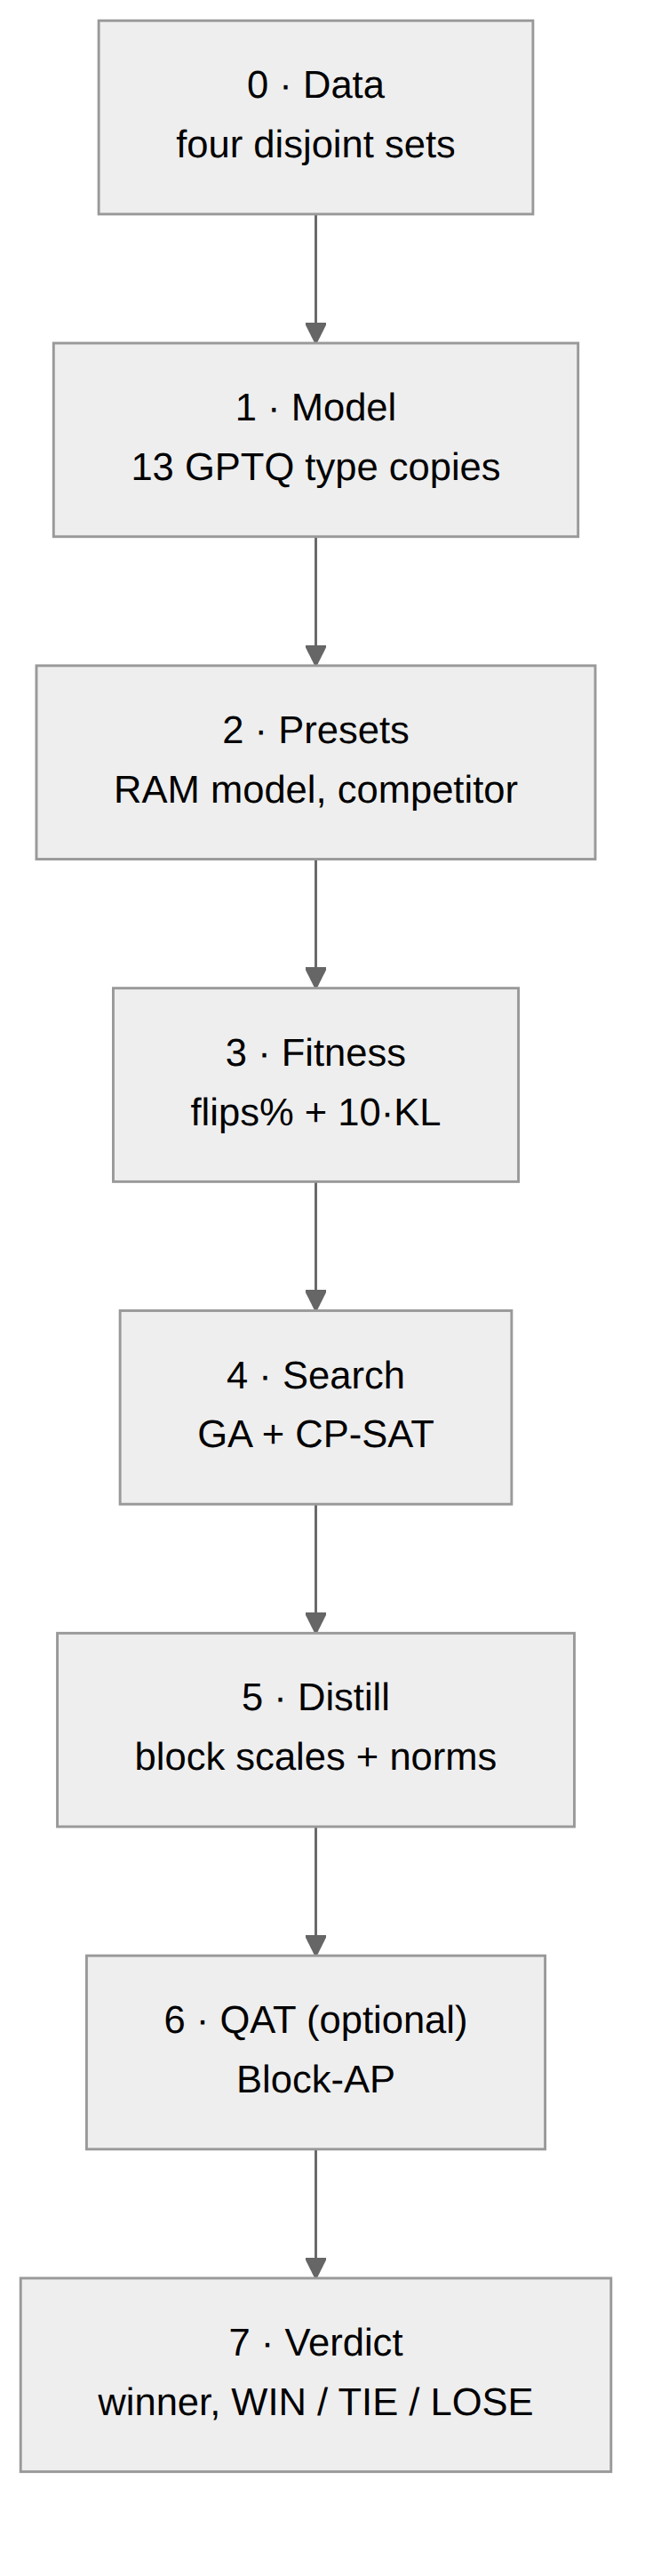 0 · Data
four disjoint sets
1 · Model
13 GPTQ type copies
2 · Presets
RAM model, competitor
3 · Fitness
flips% + 10·KL
4 · Search
GA + CP-SAT
5 · Distill
block scales + norms
6 · QAT (optional)
Block-AP
7 · Verdict
winner, WIN / TIE / LOSE